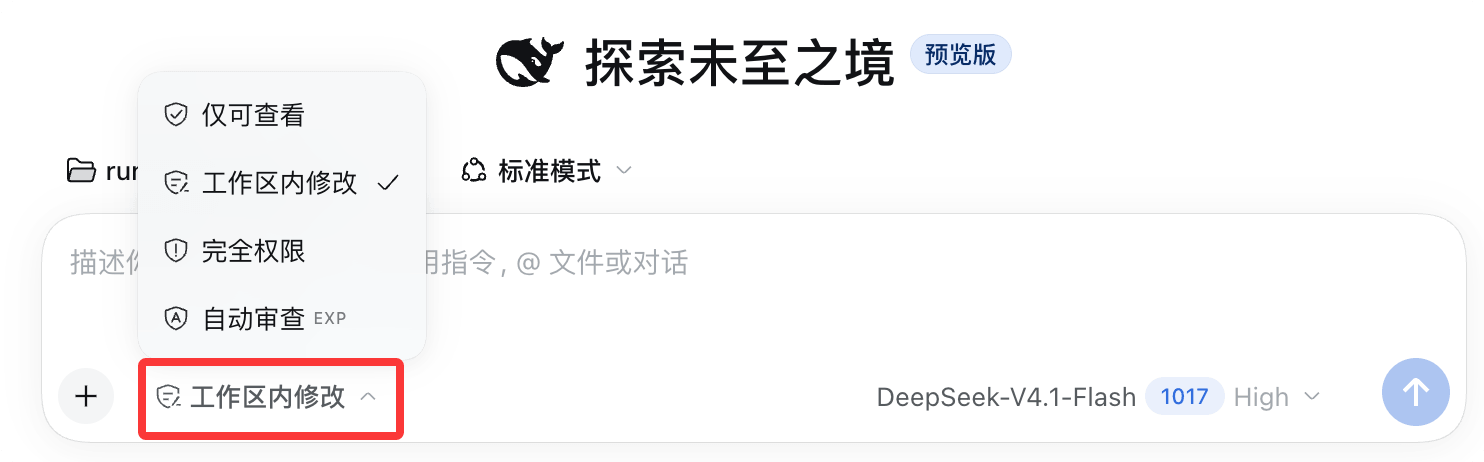 探索未至之境 预览版
仅可查看
rur 标准模式
工作区内修改
完全权限
描述 用指令, @ 文件或对话
自动审查 EXP
工作区内修改
DeepSeek-V4.1-Flash 1017 High